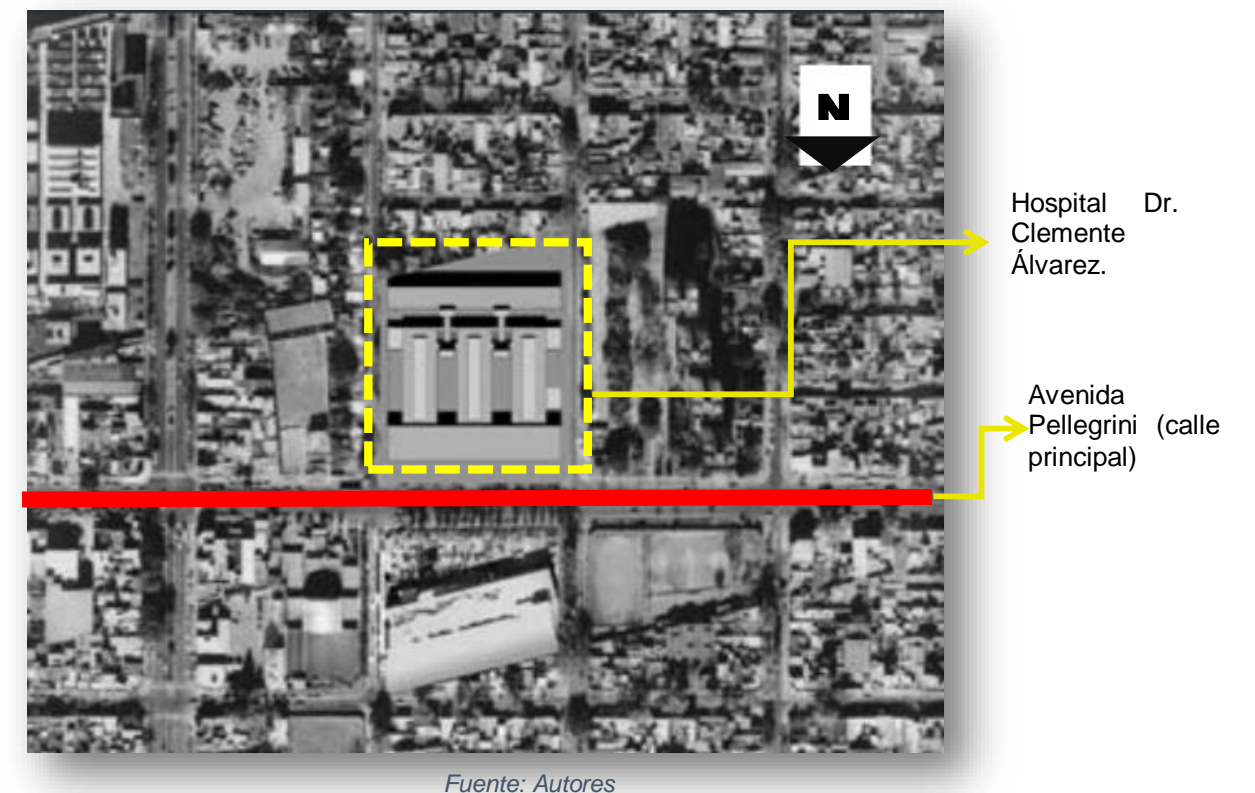 N
Hospital Dr.
Clemente
Álvarez.
Avenida
Pellegrini (calle
principal)
Fuente: Autores